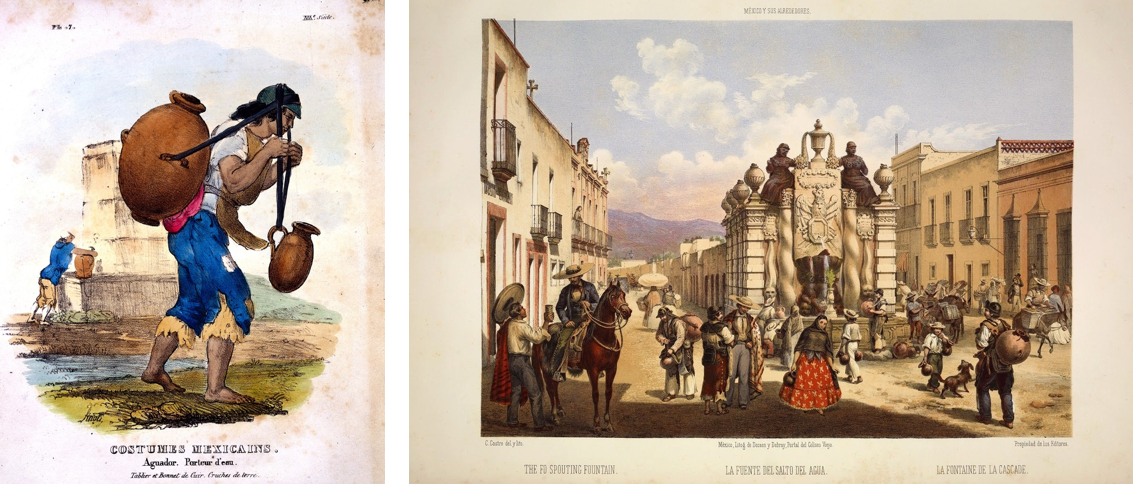 Pl. 7.
COSTUMES MEXICAINS.
Aguador. Porteur d'eau.
Tablier et Bonnet de Cuir. Cruches de terre.
MÉXICO Y SUS ALREDEDORES.
C. Castro del. y lito.
México, Litog. de Decaen y Debray, Portal del Coliseo Viejo.
Propiedad de los Editores.
THE FO SPOUTING FOUNTAIN.
LA FUENTE DEL SALTO DEL AGUA.
LA FONTAINE DE LA CASCADE.